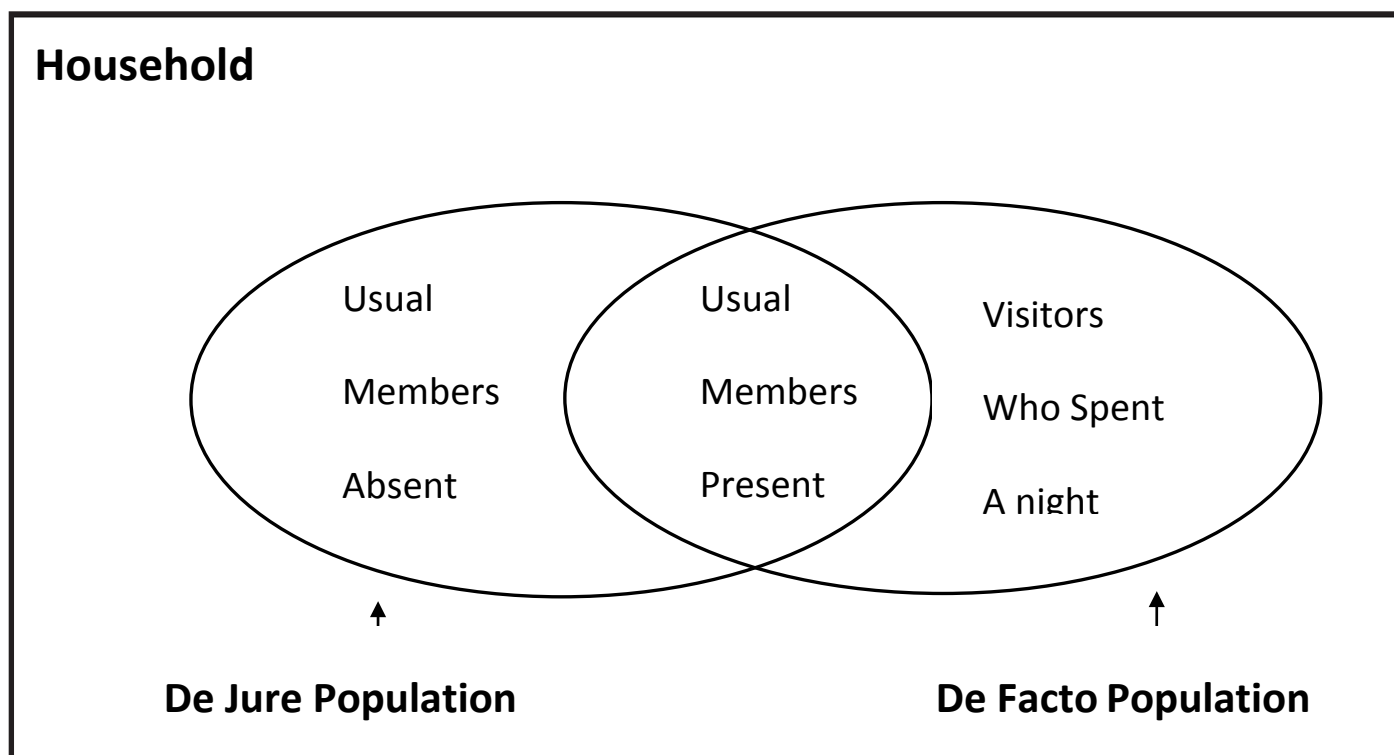 Household
Usual
Members
Absent
Usual
Members
Present
Visitors
Who Spent
A night
De Jure Population
De Facto Population